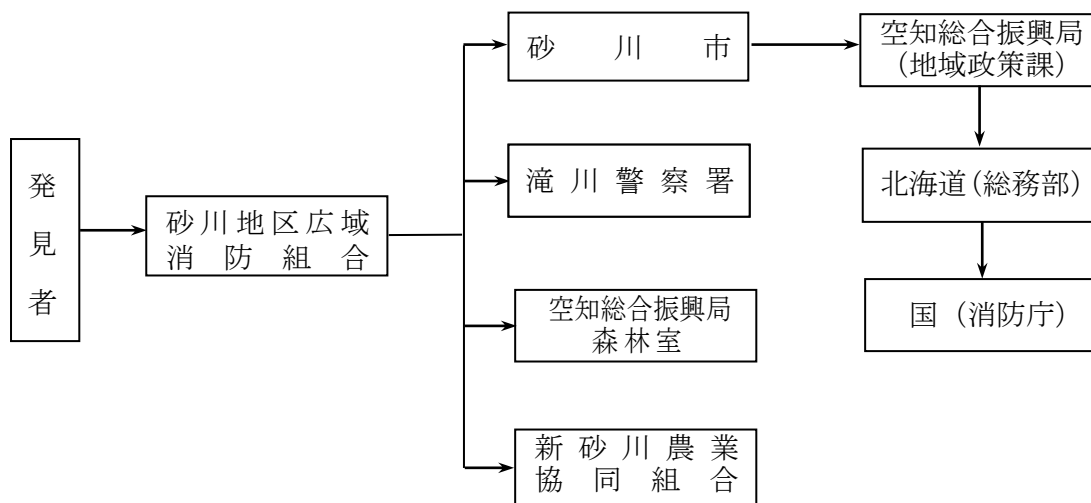 発見者
砂川地区広域
消防組合
砂川市
滝川警察署
空知総合振興局
森林室
新砂川農業
協同組合
空知総合振興局
（地域政策課）
北海道（総務部）
国（消防庁）